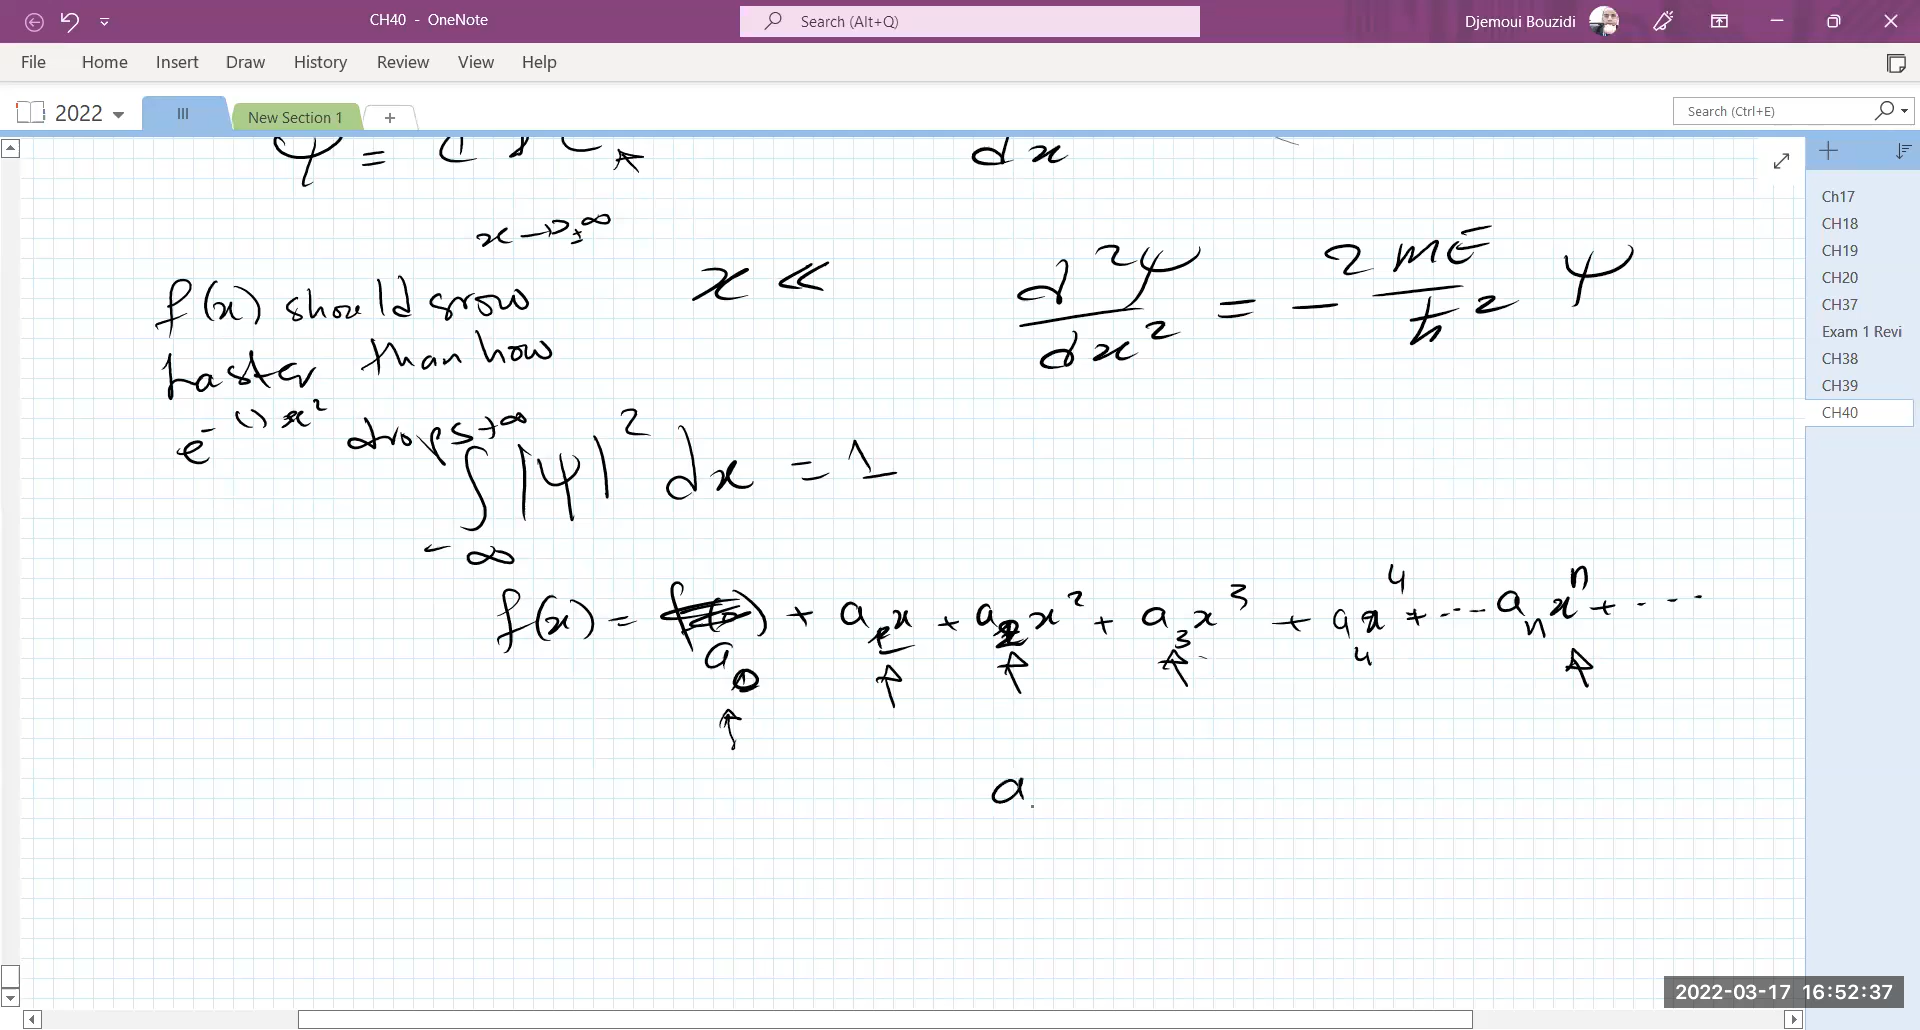 CH40 - OneNote
Search (Alt+Q)
Djemoui Bouzidi
File Home Insert Draw History Review View Help
2022
III
New Section 1
+
Search (Ctrl+E)
Ch17
CH18
CH19
CH20
CH37
Exam 1 Revi
CH38
CH39
CH40
ψ =
dx
x → ± ∞
f(x) should grow
faster than how
e^-()x² drops
x <<
d²ψ/dx² = - 2mE/ħ² ψ
∫_-∞^+∞ |ψ|² dx = 1
f(x) = a₀ + a₁x + a₂x² + a₃x³ + a₄x⁴ + ... aₙxⁿ + ...
a
2022-03-17 16:52:37